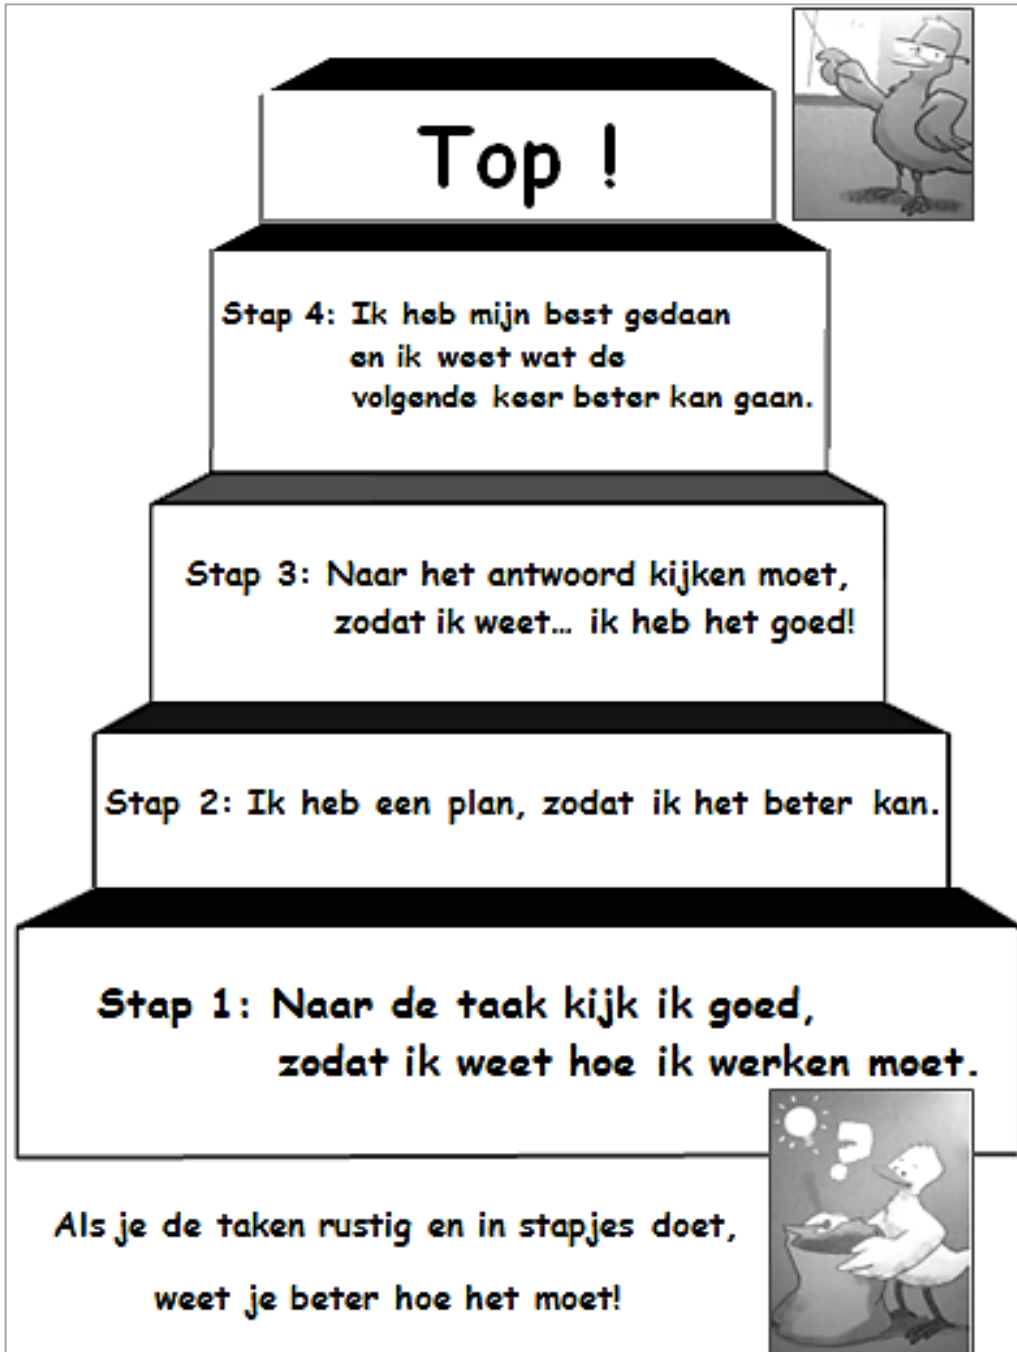 Top !
Stap 4: Ik heb mijn best gedaan
en ik weet wat de
volgende keer beter kan gaan.
Stap 3: Naar het antwoord kijken moet,
zodat ik weet... ik heb het goed!
Stap 2: Ik heb een plan, zodat ik het beter kan.
Stap 1: Naar de taak kijk ik goed,
zodat ik weet hoe ik werken moet.
?
Als je de taken rustig en in stapjes doet,
weet je beter hoe het moet!